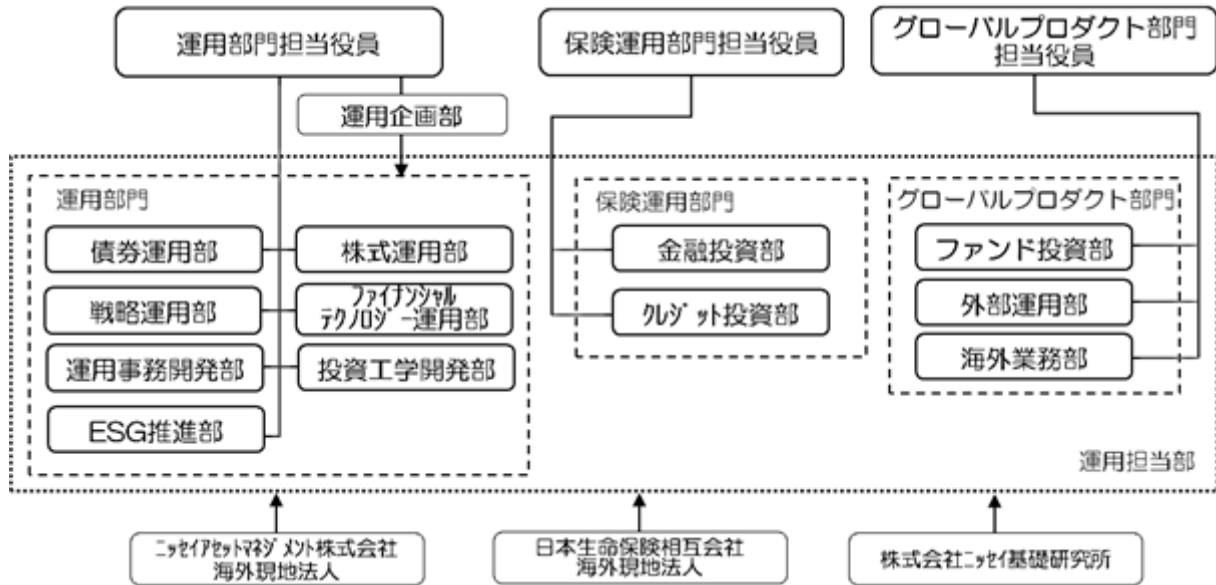 運用部門担当役員
保険運用部門担当役員
グローバルプロダクト部門
担当役員
運用企画部
運用部門
債券運用部
株式運用部
戦略運用部
ファイナンシャル
テクノロジー運用部
運用事務開発部
投資工学開発部
ESG推進部
保険運用部門
金融投資部
クレジット投資部
グローバルプロダクト部門
ファンド投資部
外部運用部
海外業務部
運用担当部
ニッセイアセットマネジメント株式会社
海外現地法人
日本生命保険相互会社
海外現地法人
株式会社ニッセイ基礎研究所